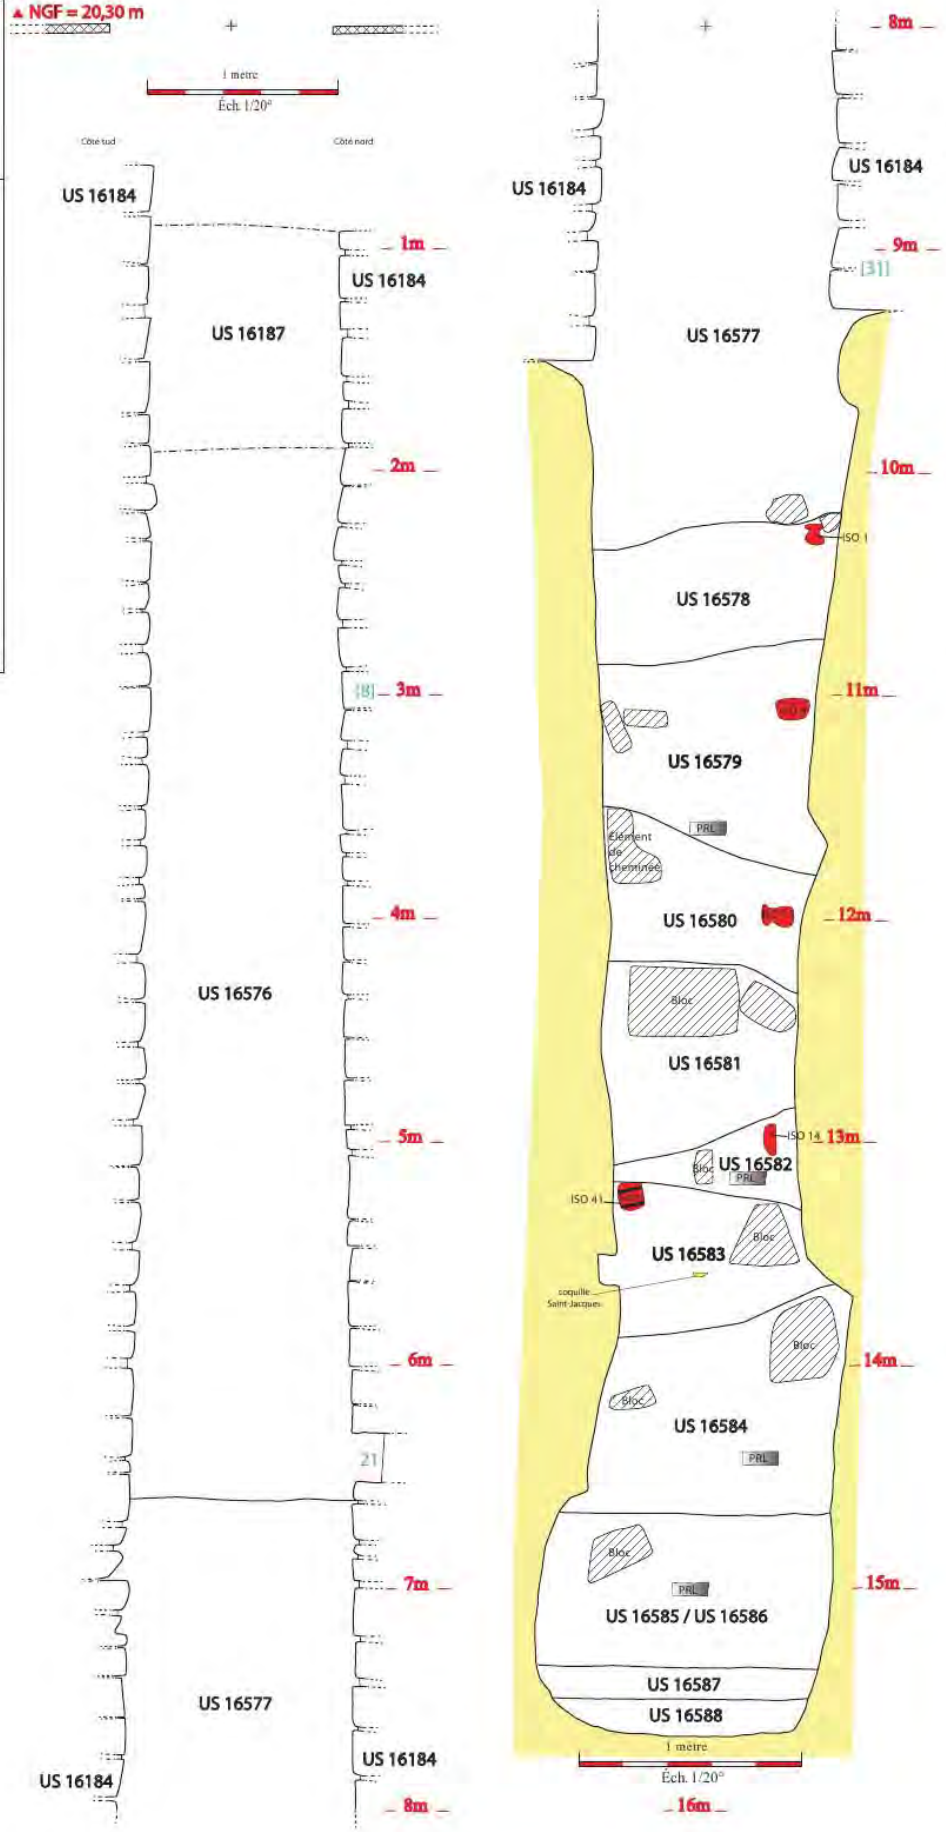 ▲ NGF = 20,30 m
1 metre
Éch. 1/20°
Côté sud
Côté nord
US 16184
1m
US 16184
US 16187
2m
[8]
3m
4m
US 16576
5m
6m
21
7m
US 16577
US 16184
US 16184
8m
8m
US 16184
US 16184
9m
[31]
US 16577
10m
ISO 1
US 16578
11m
US 16579
PRL
Élément
de
cheminée
US 16580
12m
Bloc
US 16581
ISO 14
13m
Bloc
US 16582
PRL
ISO 41
Bloc
US 16583
coquille
Saint-Jacques
Bloc
14m
Bloc
US 16584
PRL
Bloc
PRL
15m
US 16585 / US 16586
US 16587
US 16588
1 metre
Éch. 1/20°
16m